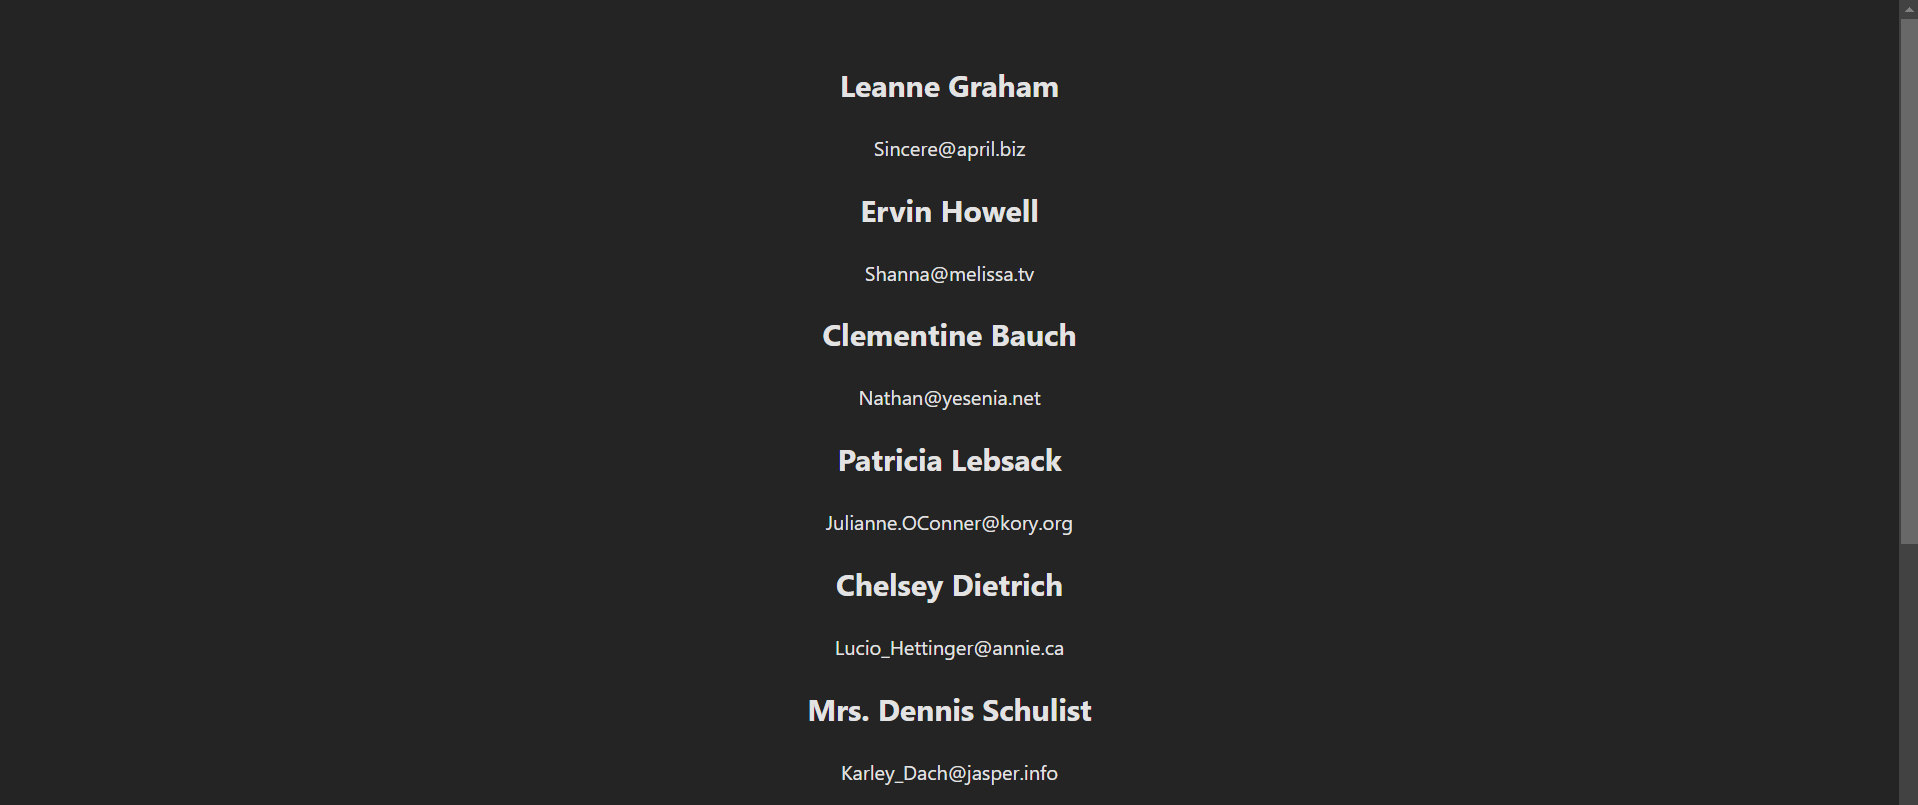 Leanne Graham
Sincere@april.biz
Ervin Howell
Shanna@melissa.tv
Clementine Bauch
Nathan@yesenia.net
Patricia Lebsack
Julianne.OConner@kory.org
Chelsey Dietrich
Lucio_Hettinger@annie.ca
Mrs. Dennis Schulist
Karley_Dach@jasper.info